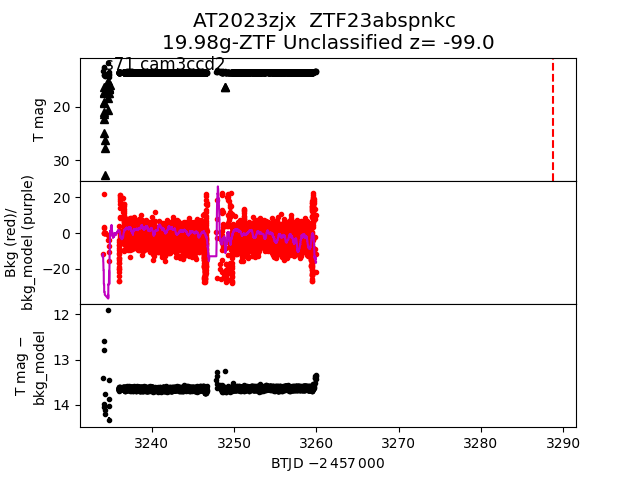 AT2023zjx  ZTF23abspnkc
19.98g-ZTF Unclassified z= -99.0
s71 cam3ccd2
T mag
20
30
Bkg (red)/
bkg_model (purple)
20
0
−20
T mag −
bkg_model
12
13
14
3240
3250
3260
3270
3280
3290
BTJD −2 457 000